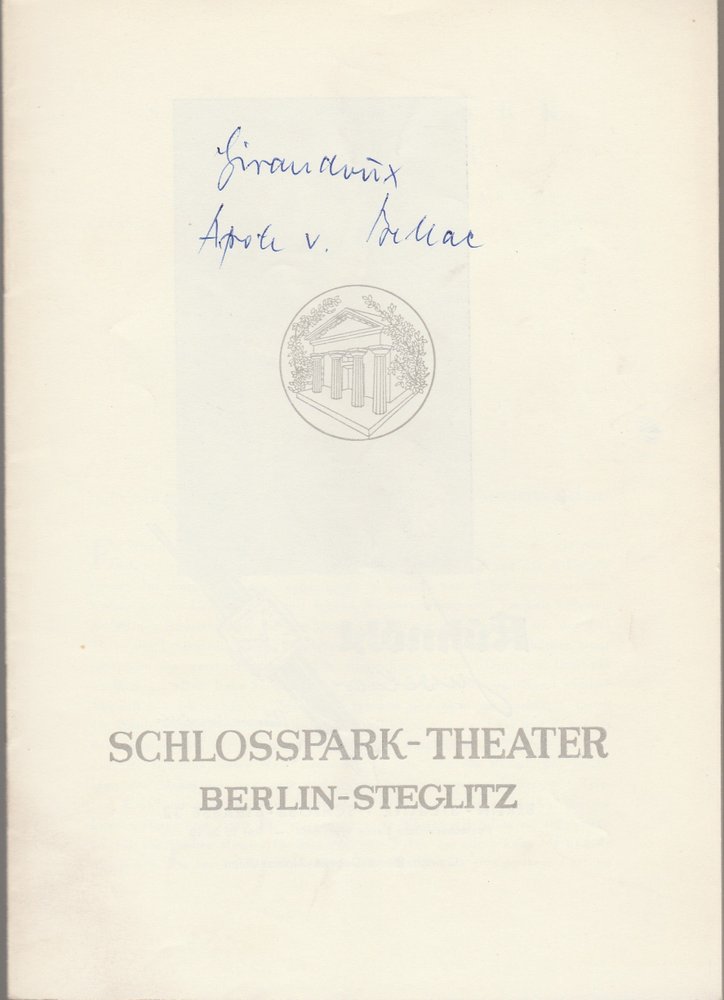 Giraudoux
Apoll v. Bellac
SCHLOSSPARK-THEATER
BERLIN-STEGLITZ